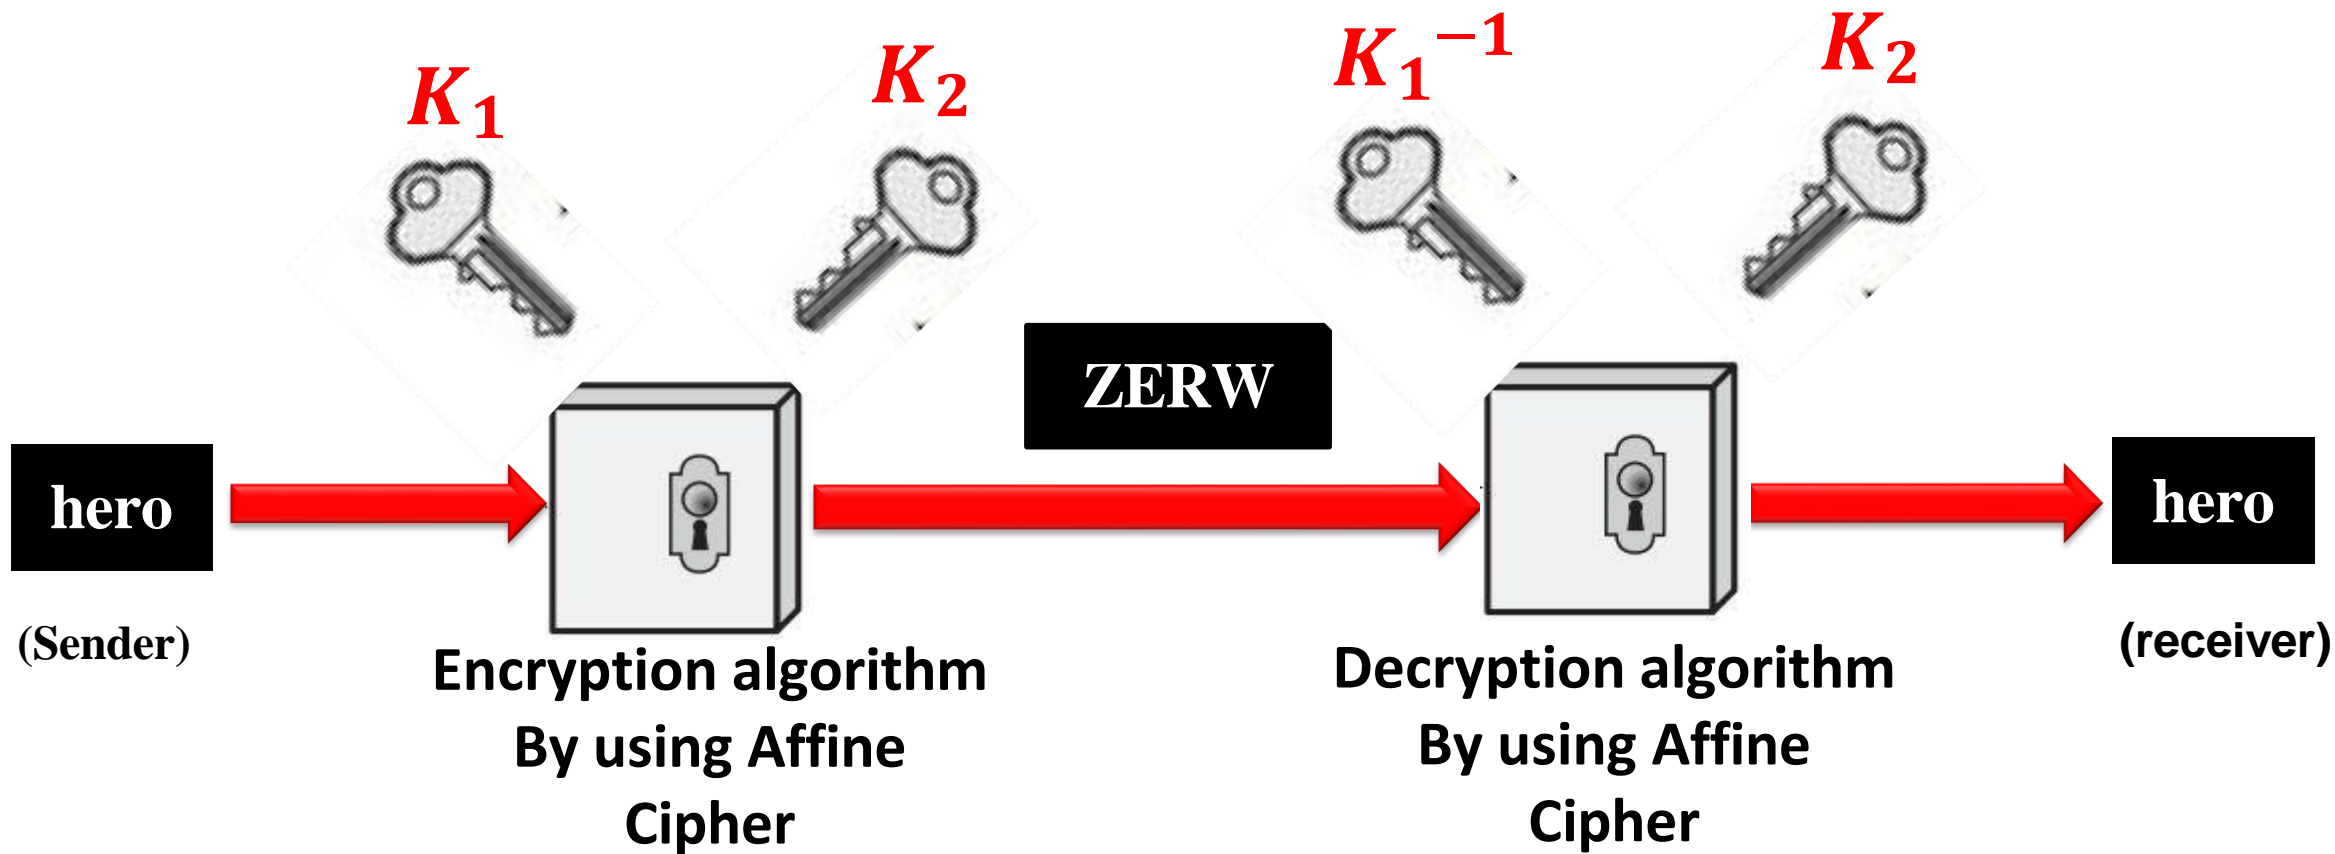 K₁
K₂
K₁⁻¹
K₂
ZERW
hero
hero
(Sender)
(receiver)
Encryption algorithm
By using Affine
Cipher
Decryption algorithm
By using Affine
Cipher